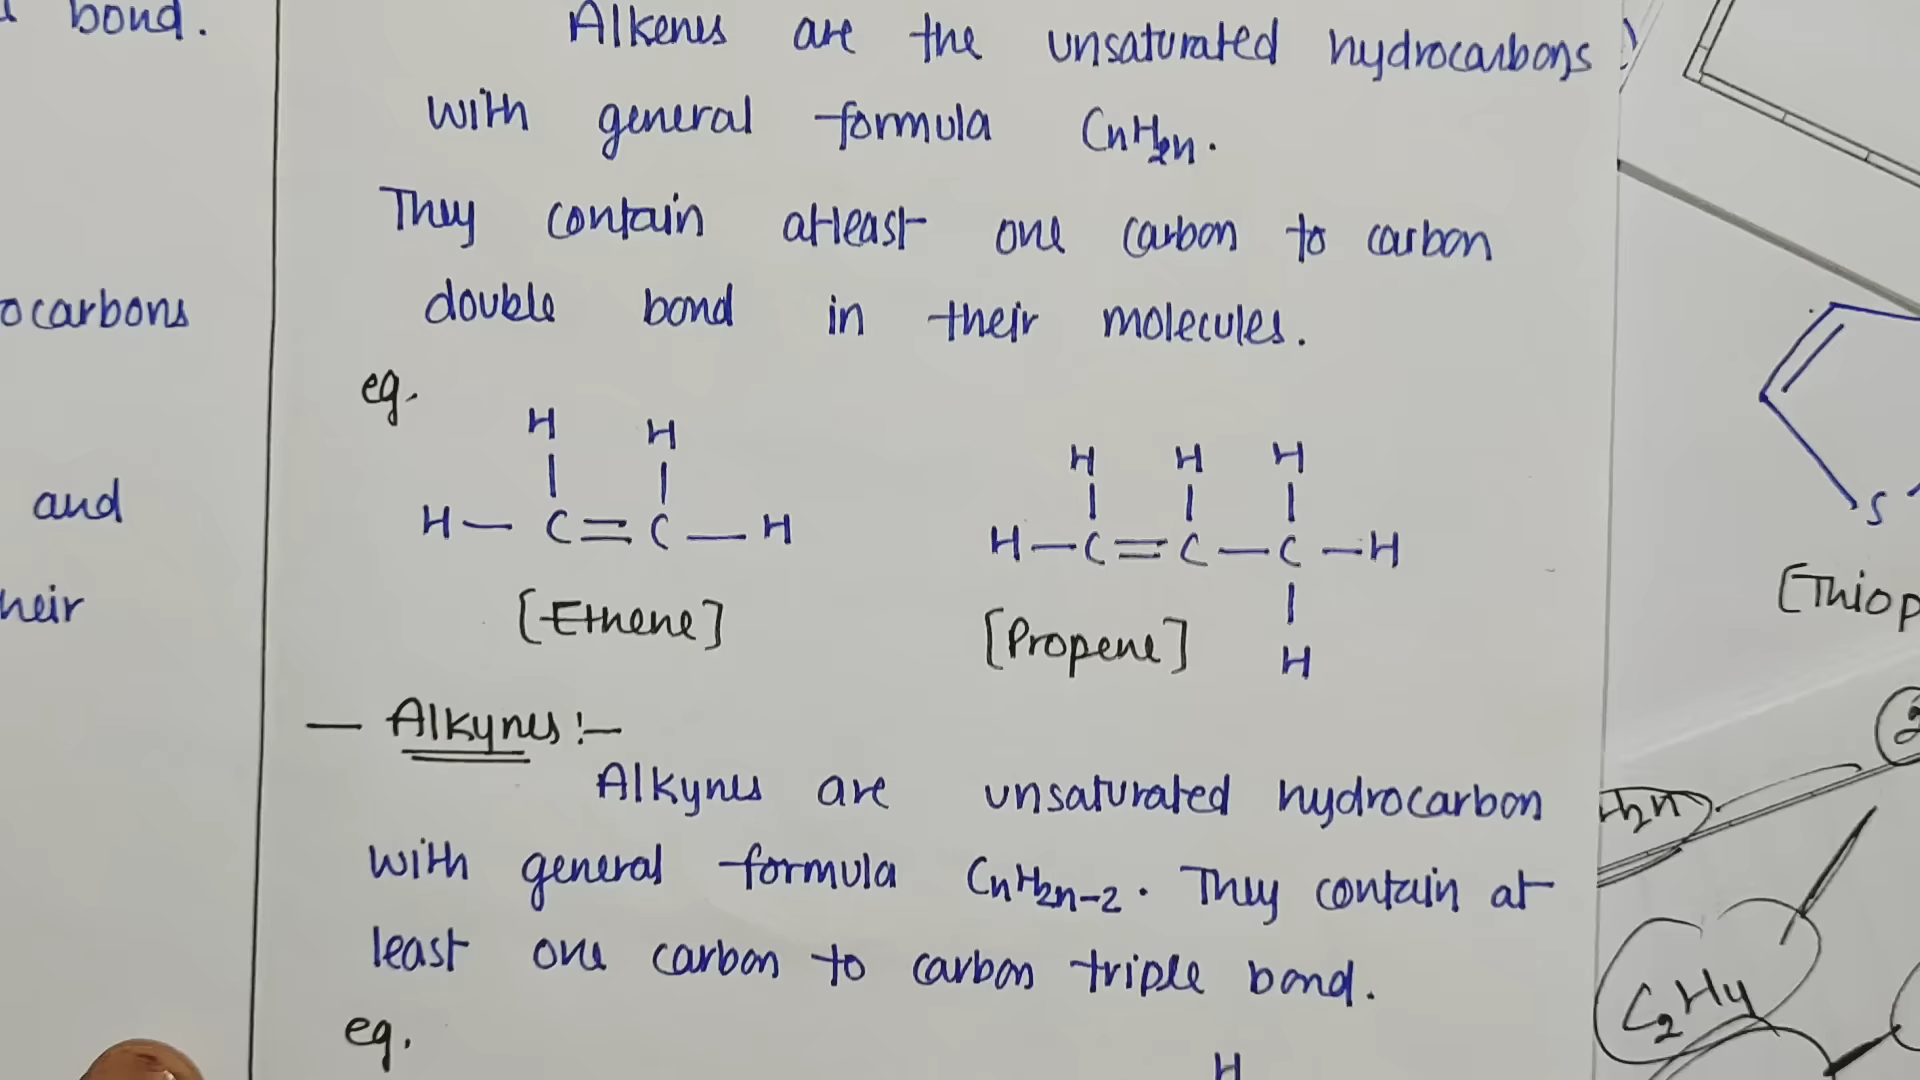 bond.
ocarbons
and
heir
Alkenes are the unsaturated hydrocarbons
with general formula CnH2n.
They contain atleast one carbon to carbon
double bond in their molecules.
eg.
H H
H — C = C — H
[Ethene]
H H H
H — C = C — C — H
H
[Propene]
— Alkynes :—
Alkynes are unsaturated hydrocarbon
with general formula CnH2n-2. They contain at
least one carbon to carbon triple bond.
eg.
H
S
[Thiop
2
H2n
C2H4